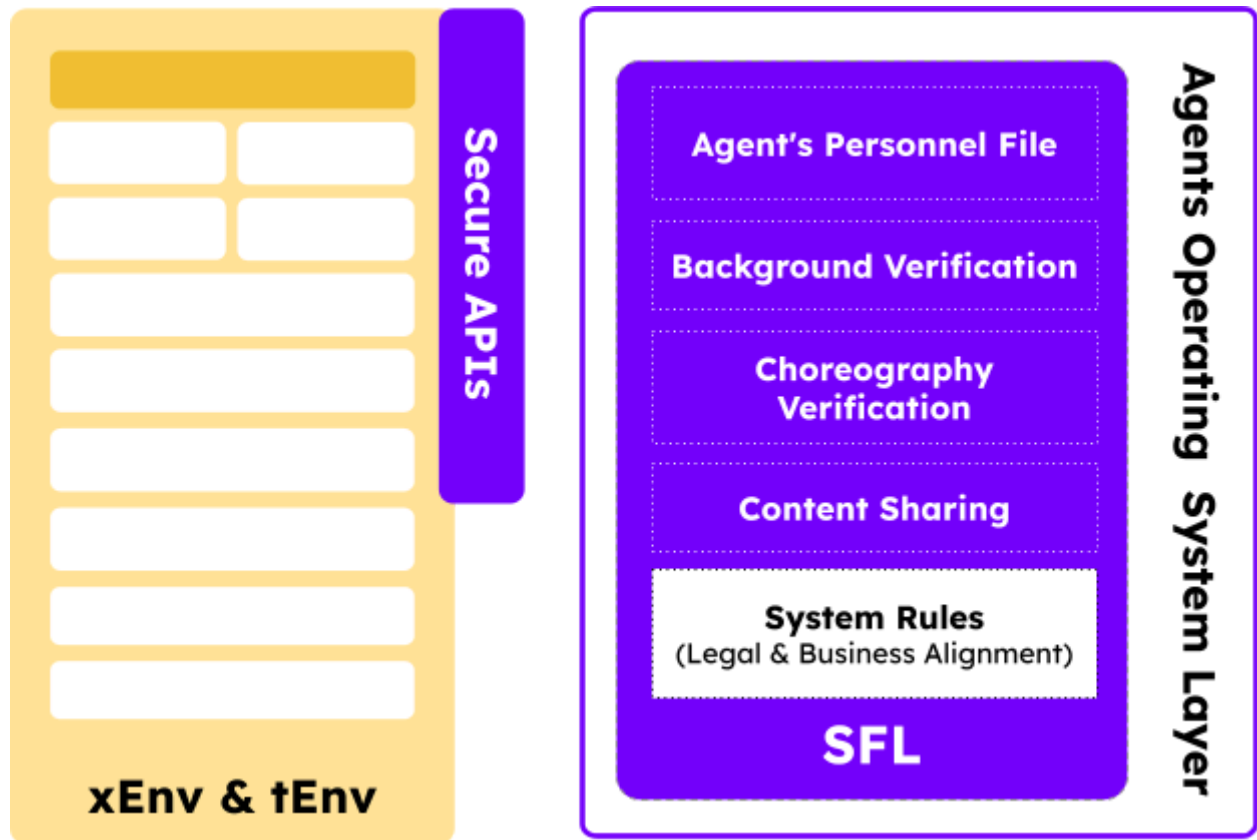 Secure APIs
xEnv & tEnv
Agent's Personnel File
Background Verification
Choreography
Verification
Content Sharing
System Rules
(Legal & Business Alignment)
SFL
Agents Operating System Layer